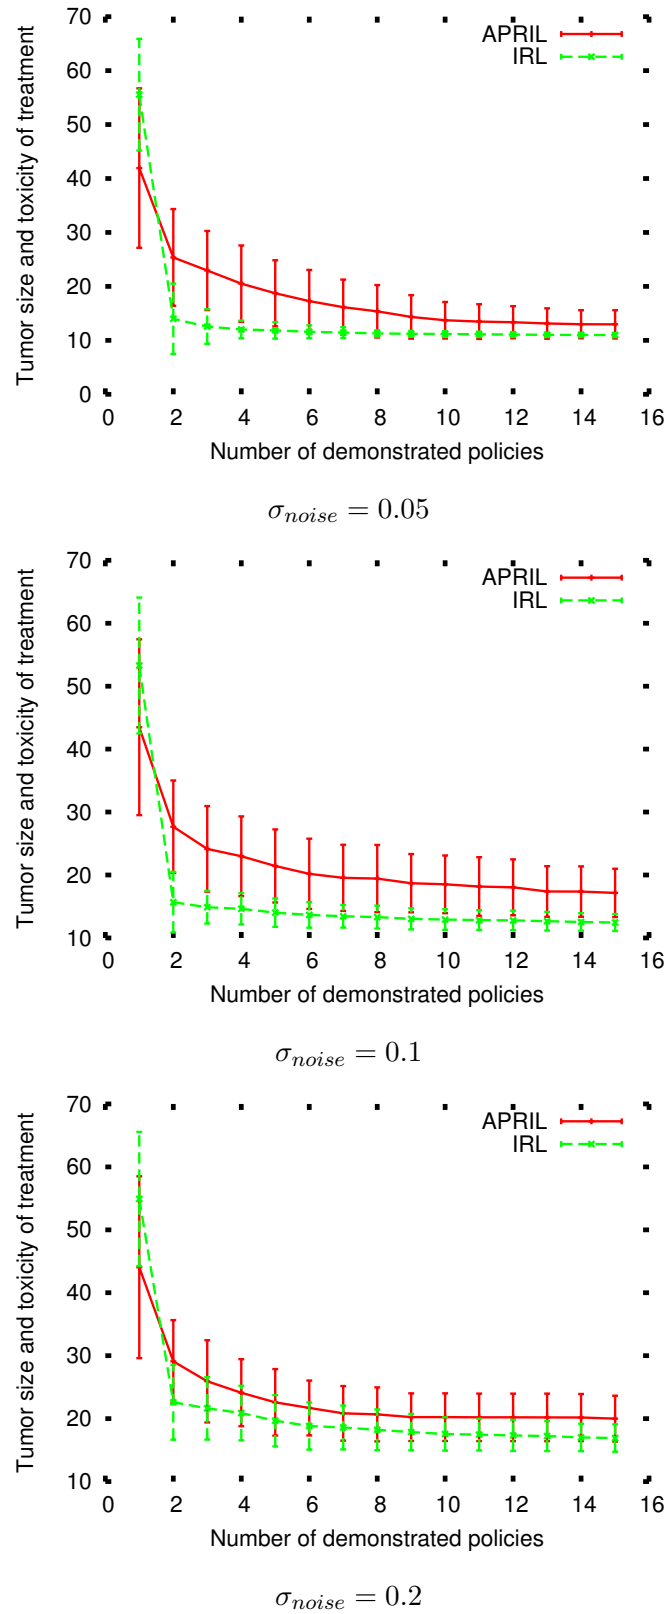 70
60
50
40
30
20
10
0
Tumor size and toxicity of treatment
APRIL
IRL
0 2 4 6 8 10 12 14 16
Number of demonstrated policies
σnoise = 0.05
70
60
50
40
30
20
10
Tumor size and toxicity of treatment
APRIL
IRL
0 2 4 6 8 10 12 14 16
Number of demonstrated policies
σnoise = 0.1
70
60
50
40
30
20
10
Tumor size and toxicity of treatment
APRIL
IRL
0 2 4 6 8 10 12 14 16
Number of demonstrated policies
σnoise = 0.2